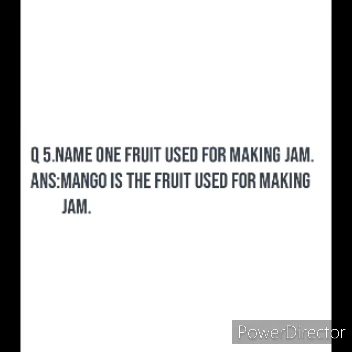 Q 5.NAME ONE FRUIT USED FOR MAKING JAM.
ANS:MANGO IS THE FRUIT USED FOR MAKING
JAM.
PowerDirector